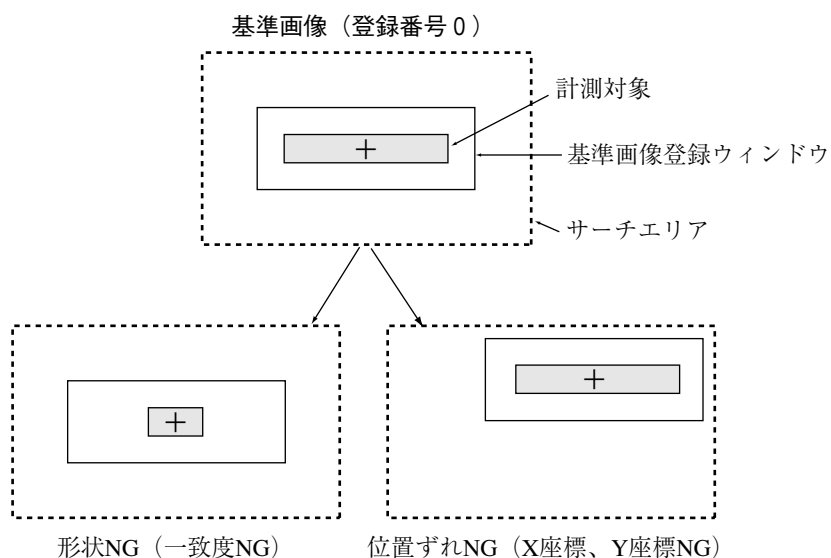 基準画像（登録番号０）
計測対象
基準画像登録ウィンドウ
サーチエリア
形状NG（一致度NG）
位置ずれNG（X座標、Y座標NG）